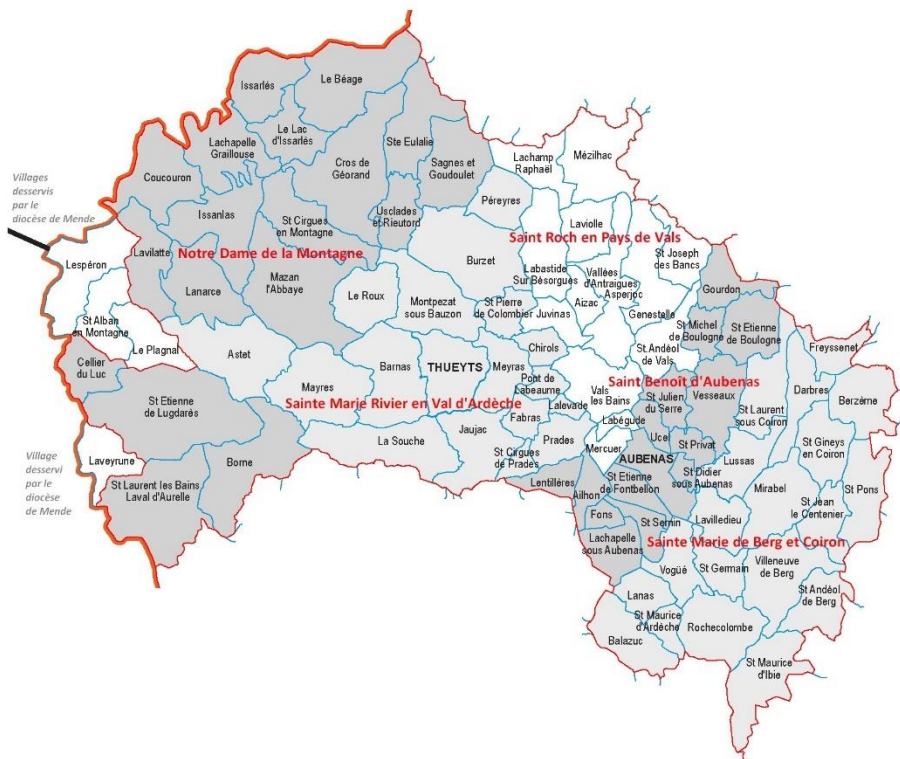 Issarlès
Le Béage
Le Lac
d'Issarlès
Lachapelle
Graillouse
Ste Eulalie
Cros de
Géorand
Sagnes et
Goudoulet
Lachamp
Raphaël
Mézilhac
Coucouron
Villages
desservis
par le
diocèse de Mende
Péreyres
Issanlas
St Cirgues
en Montagne
Usclades
et Rieutord
Laviolle
Saint Roch en Pays de Vals
St Joseph
des Bancs
Lavilatte
Notre Dame de la Montagne
Burzet
Lespéron
Labastide
Sur Bésorgues
Vallées
d'Antraigues
Asperjoc
Gourdon
Lanarce
Mazan
l'Abbaye
Le Roux
Montpezat
sous Bauzon
St Pierre
de Colombier
Juvinas
Aizac
Genestelle
St Alban
en Montagne
St Michel
de Boulogne
St Etienne
de Boulogne
Le Plagnal
Astet
Chirols
St Andéol
de Vals
Freyssenet
Cellier
du Luc
Barnas
THUEYTS
Meyras
Pont de
Labeaume
Mayres
Vals
les Bains
Saint Benoît d'Aubenas
Darbres
Berzème
St Etienne
de Lugdarès
Sainte Marie Rivier en Val d'Ardèche
Lalevade
Labégude
St Julien
du Serre
Vesseaux
St Laurent
sous Coiron
Fabras
La Souche
Jaujac
Prades
Mercuer
Ucel
St Privat
St Gineys
en Coiron
St Cirgues
de Prades
AUBENAS
Lussas
Village
desservi
par le
diocèse
de Mende
Laveyrune
Borne
St Laurent les Bains
Laval d'Aurelle
Lentillères
Ailhon
St Etienne
de Fontbellon
St Didier
sous Aubenas
Mirabel
St Pons
St Jean
le Centenier
Fons
St Sernin
Lavilledieu
Lachapelle
sous Aubenas
Sainte Marie de Berg et Coiron
Vogüé
St Germain
Villeneuve
de Berg
St Andéol
de Berg
Lanas
St Maurice
d'Ardèche
Rochecolombe
Balazuc
St Maurice
d'Ibie